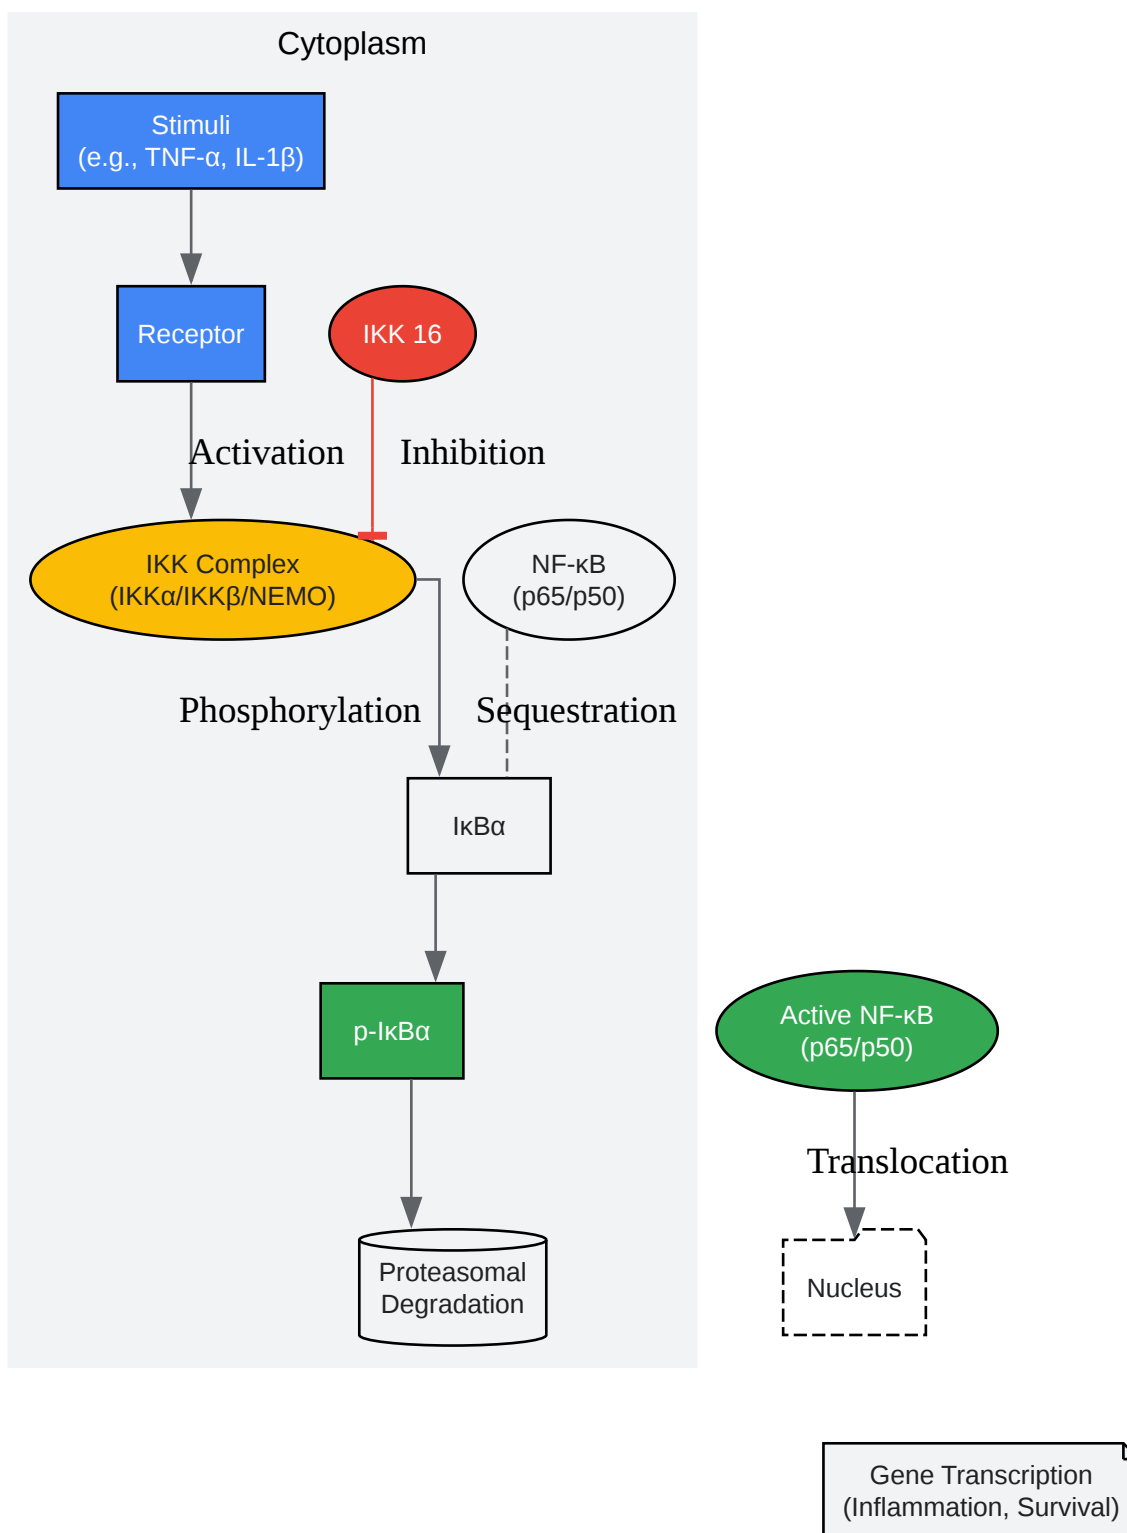 Cytoplasm
Stimuli
(e.g., TNF-α, IL-1β)
Receptor
IKK 16
Activation
Inhibition
IKK Complex
(IKKα/IKKβ/NEMO)
NF-κB
(p65/p50)
Phosphorylation
Sequestration
IκBα
p-IκBα
Active NF-κB
(p65/p50)
Translocation
Proteasomal
Degradation
Nucleus
Gene Transcription
(Inflammation, Survival)